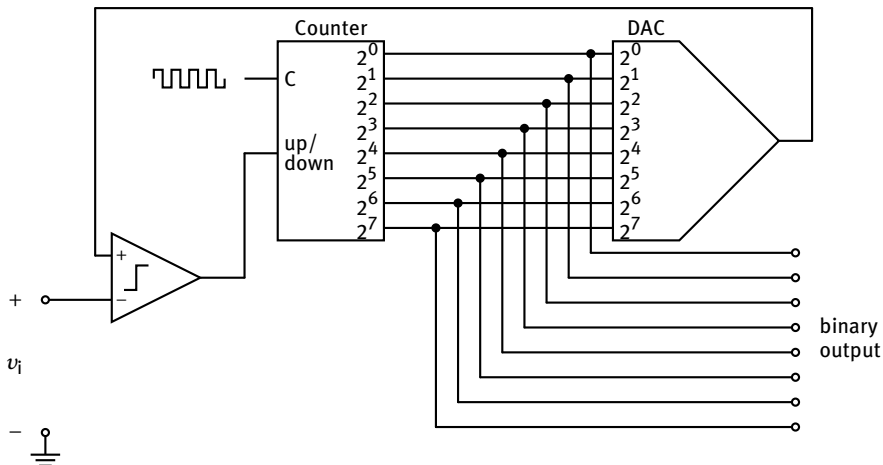 Counter
DAC
C
up/
down
2⁰
2¹
2²
2³
2⁴
2⁵
2⁶
2⁷
2⁰
2¹
2²
2³
2⁴
2⁵
2⁶
2⁷
+
−
+
υi
−
binary
output